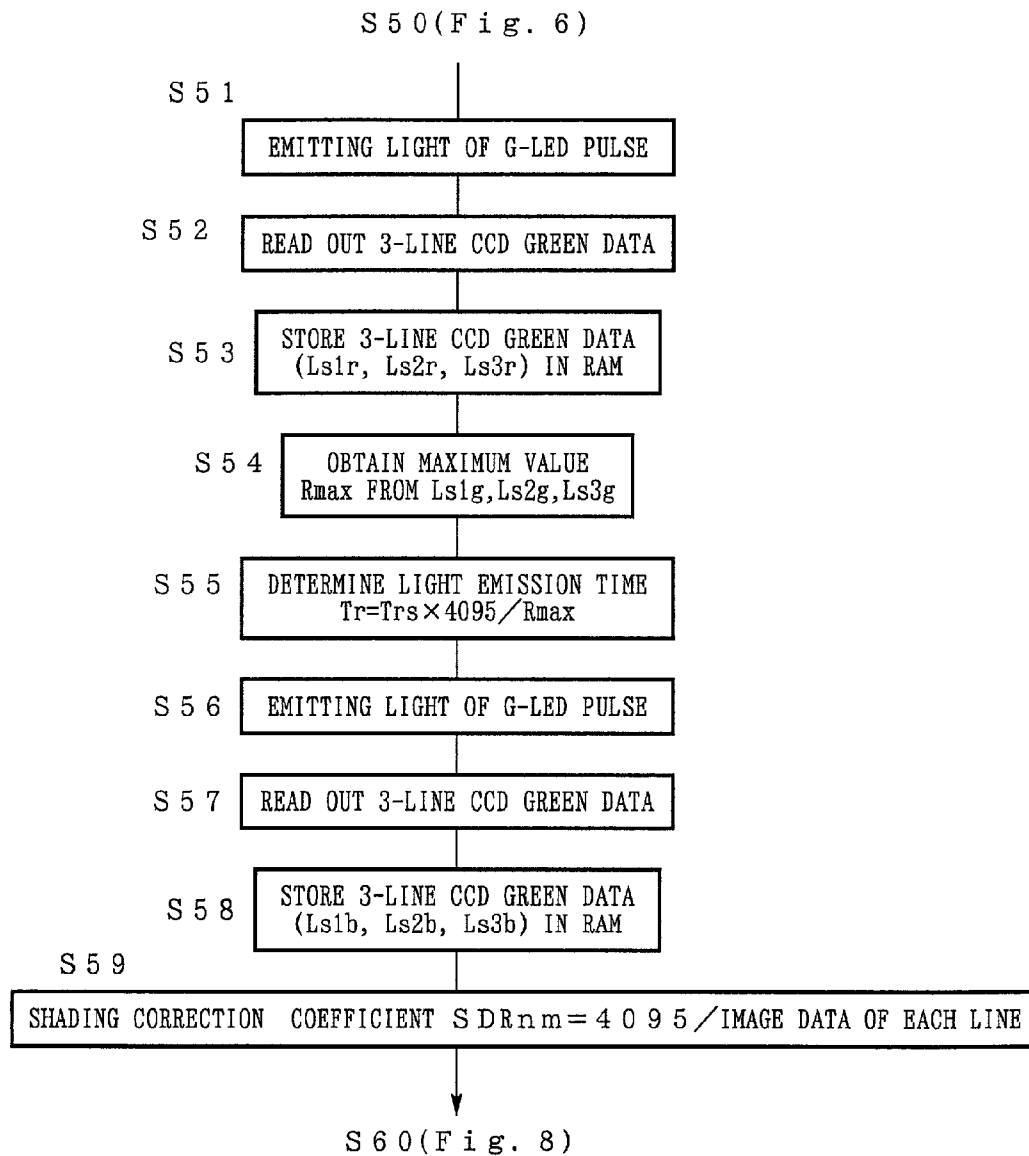 S50(Fig. 6)
S51
EMITTING LIGHT OF G-LED PULSE
S52
READ OUT 3-LINE CCD GREEN DATA
S53
STORE 3-LINE CCD GREEN DATA
(Ls1r, Ls2r, Ls3r) IN RAM
S54
OBTAIN MAXIMUM VALUE
Rmax FROM Ls1g,Ls2g,Ls3g
S55
DETERMINE LIGHT EMISSION TIME
Tr=Trs×4095/Rmax
S56
EMITTING LIGHT OF G-LED PULSE
S57
READ OUT 3-LINE CCD GREEN DATA
S58
STORE 3-LINE CCD GREEN DATA
(Ls1b, Ls2b, Ls3b) IN RAM
S59
SHADING CORRECTION COEFFICIENT SDRnm=4095/IMAGE DATA OF EACH LINE
S60(Fig. 8)